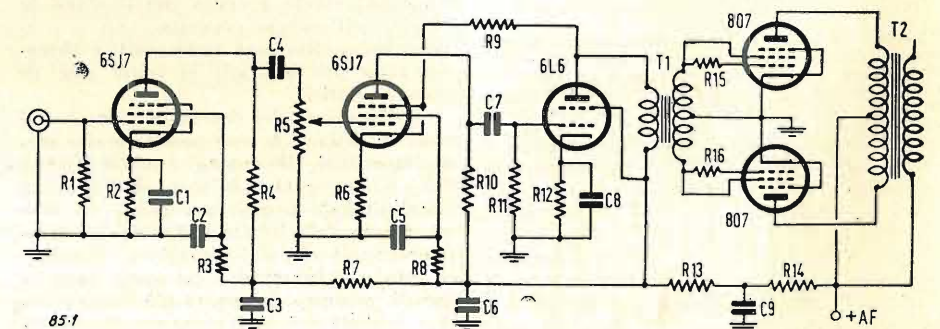 6SJ7
C4
6SJ7
R9
6L6
T1
807
T2
R15
R5
C7
R16
R1
R2
C1
R4
R6
R10
R11
R12
C8
C2
C5
807
R3
R7
R8
R13
R14
C3
C6
C9
+AF
85·1